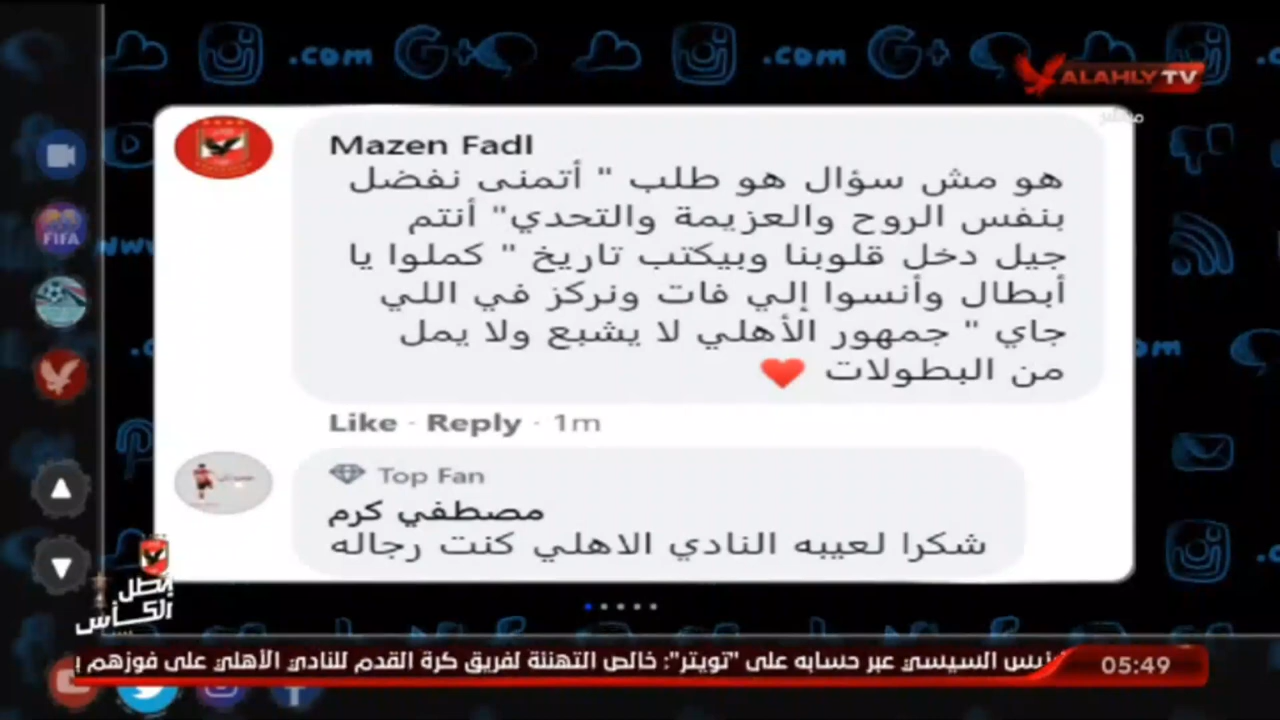 ALAHLY TV
مباشر
Mazen Fadl
هو مش سؤال هو طلب " أتمنى نفضل
بنفس الروح والعزيمة والتحدي" أنتم
جيل دخل قلوبنا وبيكتب تاريخ " كملوا يا
أبطال وأنسوا إلي فات ونركز في اللي
جاي " جمهور الأهلي لا يشبع ولا يمل
من البطولات ❤️
Like · Reply · 1m
Top Fan
مصطفي كرم
شكرا لعيبه النادي الاهلي كنت رجاله
FIFA
بطل
الكأس
السيسي عبر حسابه على "تويتر": خالص التهنئة لفريق كرة القدم للنادي الأهلي على فوزهم
05:49
.com
.com